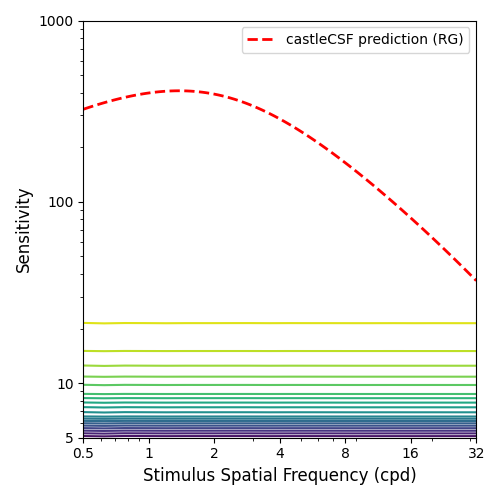 1000
castleCSF prediction (RG)
100
Sensitivity
10
5
0.5 1 2 4 8 16 32
Stimulus Spatial Frequency (cpd)